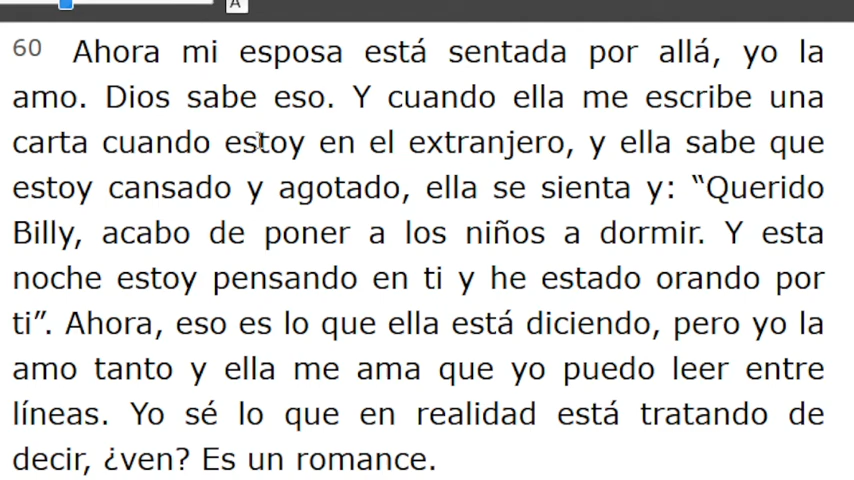 A
60 Ahora mi esposa está sentada por allá, yo la
amo. Dios sabe eso. Y cuando ella me escribe una
carta cuando estoy en el extranjero, y ella sabe que
estoy cansado y agotado, ella se sienta y: “Querido
Billy, acabo de poner a los niños a dormir. Y esta
noche estoy pensando en ti y he estado orando por
ti”. Ahora, eso es lo que ella está diciendo, pero yo la
amo tanto y ella me ama que yo puedo leer entre
líneas. Yo sé lo que en realidad está tratando de
decir, ¿ven? Es un romance.